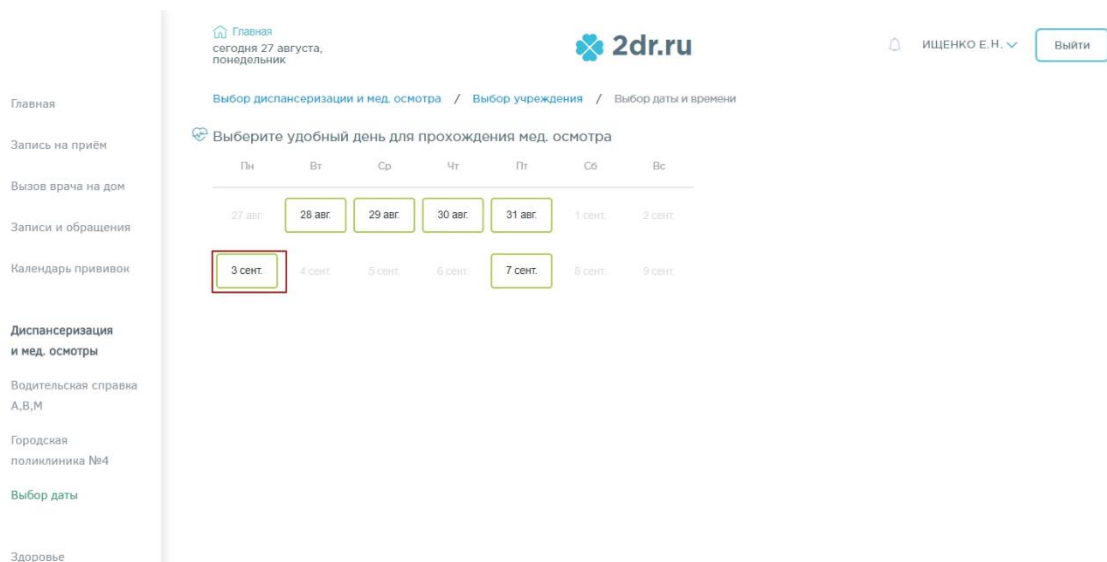 Главная
сегодня 27 августа,
понедельник
2dr.ru
ИЩЕНКО Е.Н.
Выйти
Главная
Запись на приём
Вызов врача на дом
Записи и обращения
Календарь прививок
Диспансеризация
и мед. осмотры
Водительская справка
А,В,М
Городская
поликлиника №4
Выбор даты
Здоровье
Выбор диспансеризации и мед. осмотра / Выбор учреждения / Выбор даты и времени
Выберите удобный день для прохождения мед. осмотра
Пн Вт Ср Чт Пт Сб Вс
27 авг. 28 авг. 29 авг. 30 авг. 31 авг. 1 сент. 2 сент.
3 сент. 4 сент. 5 сент. 6 сент. 7 сент. 8 сент. 9 сент.